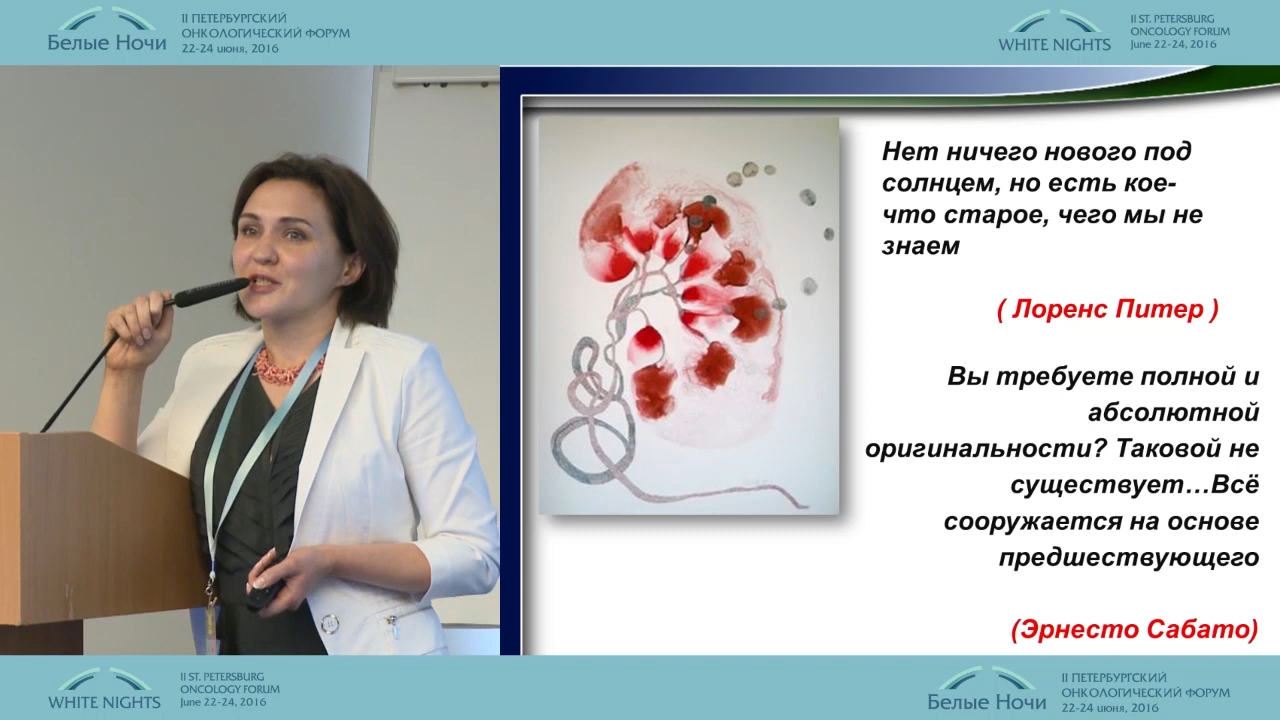 Белые Ночи
II ПЕТЕРБУРГСКИЙ
ОНКОЛОГИЧЕСКИЙ ФОРУМ
22-24 июня, 2016
WHITE NIGHTS
II ST. PETERSBURG
ONCOLOGY FORUM
June 22-24, 2016
Нет ничего нового под
солнцем, но есть кое-
что старое, чего мы не
знаем
( Лоренс Питер )
Вы требуете полной и
абсолютной
оригинальности? Таковой не
существует…Всё
сооружается на основе
предшествующего
(Эрнесто Сабато)
WHITE NIGHTS
II ST. PETERSBURG
ONCOLOGY FORUM
June 22-24, 2016
Белые Ночи
II ПЕТЕРБУРГСКИЙ
ОНКОЛОГИЧЕСКИЙ ФОРУМ
22-24 июня, 2016